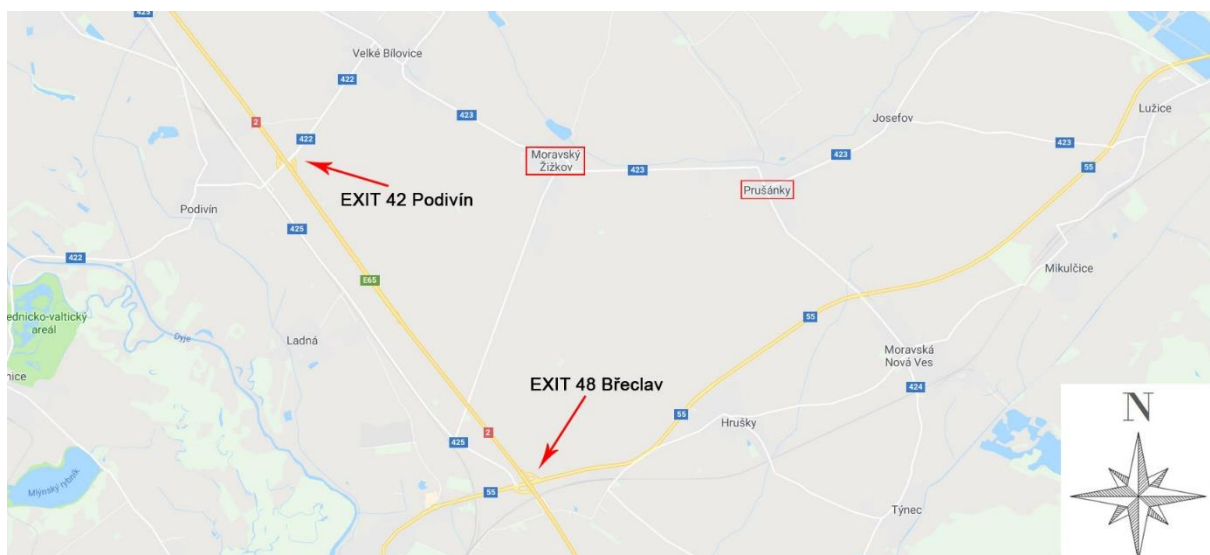 425
Velké Bílovice
422
423
2
422
Josefov
Lužice
423
Moravský
Žižkov
423
423
55
Prušánky
EXIT 42 Podivín
Podivín
425
422
E65
Mikulčice
ednicko-valtický
areál
Dyje
Ladná
nice
55
Moravská
Nová Ves
EXIT 48 Břeclav
424
N
55
Hrušky
2
425
Mlýnský rybník
55
Týnec